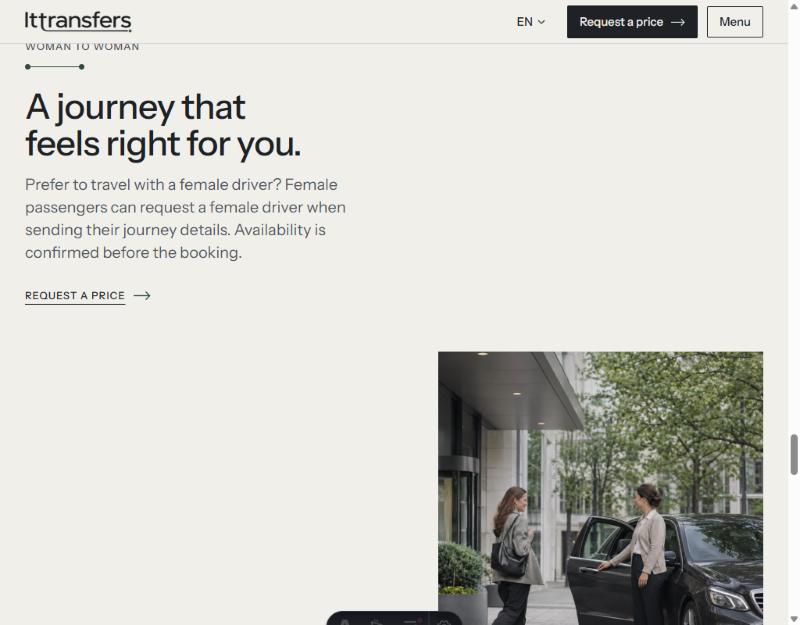 lttransfers
EN
Request a price
Menu
WOMAN TO WOMAN
A journey that
feels right for you.
Prefer to travel with a female driver? Female
passengers can request a female driver when
sending their journey details. Availability is
confirmed before the booking.
REQUEST A PRICE